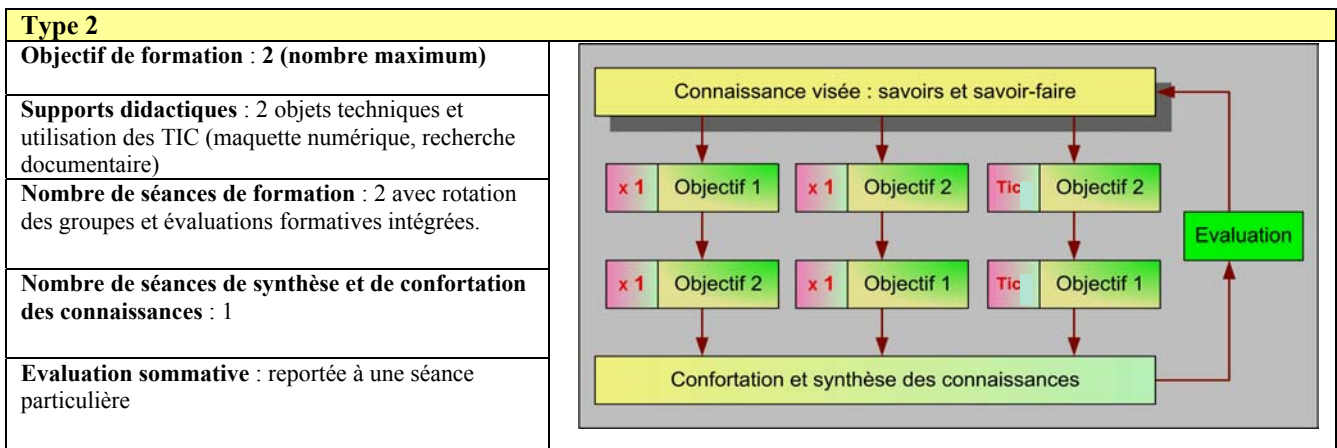 Type 2
Objectif de formation : 2 (nombre maximum)
Supports didactiques : 2 objets techniques et
utilisation des TIC (maquette numérique, recherche
documentaire)
Nombre de séances de formation : 2 avec rotation
des groupes et évaluations formatives intégrées.
Nombre de séances de synthèse et de confortation
des connaissances : 1
Evaluation sommative : reportée à une séance
particulière
Connaissance visée : savoirs et savoir-faire
x 1 Objectif 1 x 1 Objectif 2 Tic Objectif 2
Evaluation
x 1 Objectif 2 x 1 Objectif 1 Tic Objectif 1
Confortation et synthèse des connaissances